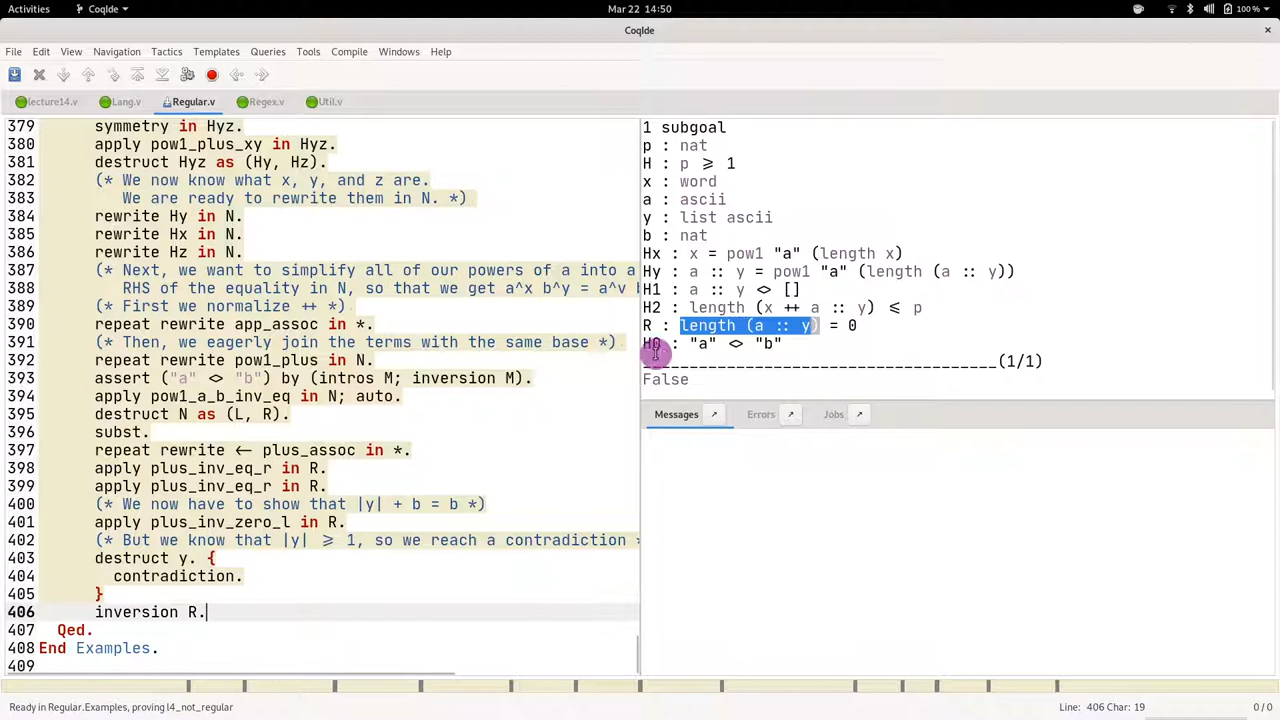 Activities CoqIde Mar 22 14:50 100%
CoqIde
File Edit View Navigation Tactics Templates Queries Tools Compile Windows Help
lecture14.v Lang.v Regular.v Regex.v Util.v
379 symmetry in Hyz.
380 apply pow1_plus_xy in Hyz.
381 destruct Hyz as (Hy, Hz).
382 (* We now know what x, y, and z are.
383 We are ready to rewrite them in N. *)
384 rewrite Hy in N.
385 rewrite Hx in N.
386 rewrite Hz in N.
387 (* Next, we want to simplify all of our powers of a into a
388 RHS of the equality in N, so that we get a^x b^y = a^v b
389 (* First we normalize ++ *)
390 repeat rewrite app_assoc in *.
391 (* Then, we eagerly join the terms with the same base *)
392 repeat rewrite pow1_plus in N.
393 assert ("a" <> "b") by (intros M; inversion M).
394 apply pow1_a_b_inv_eq in N; auto.
395 destruct N as (L, R).
396 subst.
397 repeat rewrite ← plus_assoc in *.
398 apply plus_inv_eq_r in R.
399 apply plus_inv_eq_r in R.
400 (* We now have to show that |y| + b = b *)
401 apply plus_inv_zero_l in R.
402 (* But we know that |y| ≥ 1, so we reach a contradiction *
403 destruct y. {
404 contradiction.
405 }
406 inversion R.
407 Qed.
408 End Examples.
409
1 subgoal
p : nat
H : p ≥ 1
x : word
a : ascii
y : list ascii
b : nat
Hx : x = pow1 "a" (length x)
Hy : a :: y = pow1 "a" (length (a :: y))
H1 : a :: y <> []
H2 : length (x ++ a :: y) ≤ p
R : length (a :: y) = 0
H0 : "a" <> "b"
______________________________________(1/1)
False
Messages Errors Jobs
Ready in Regular.Examples, proving l4_not_regular Line: 406 Char: 19 0 / 0